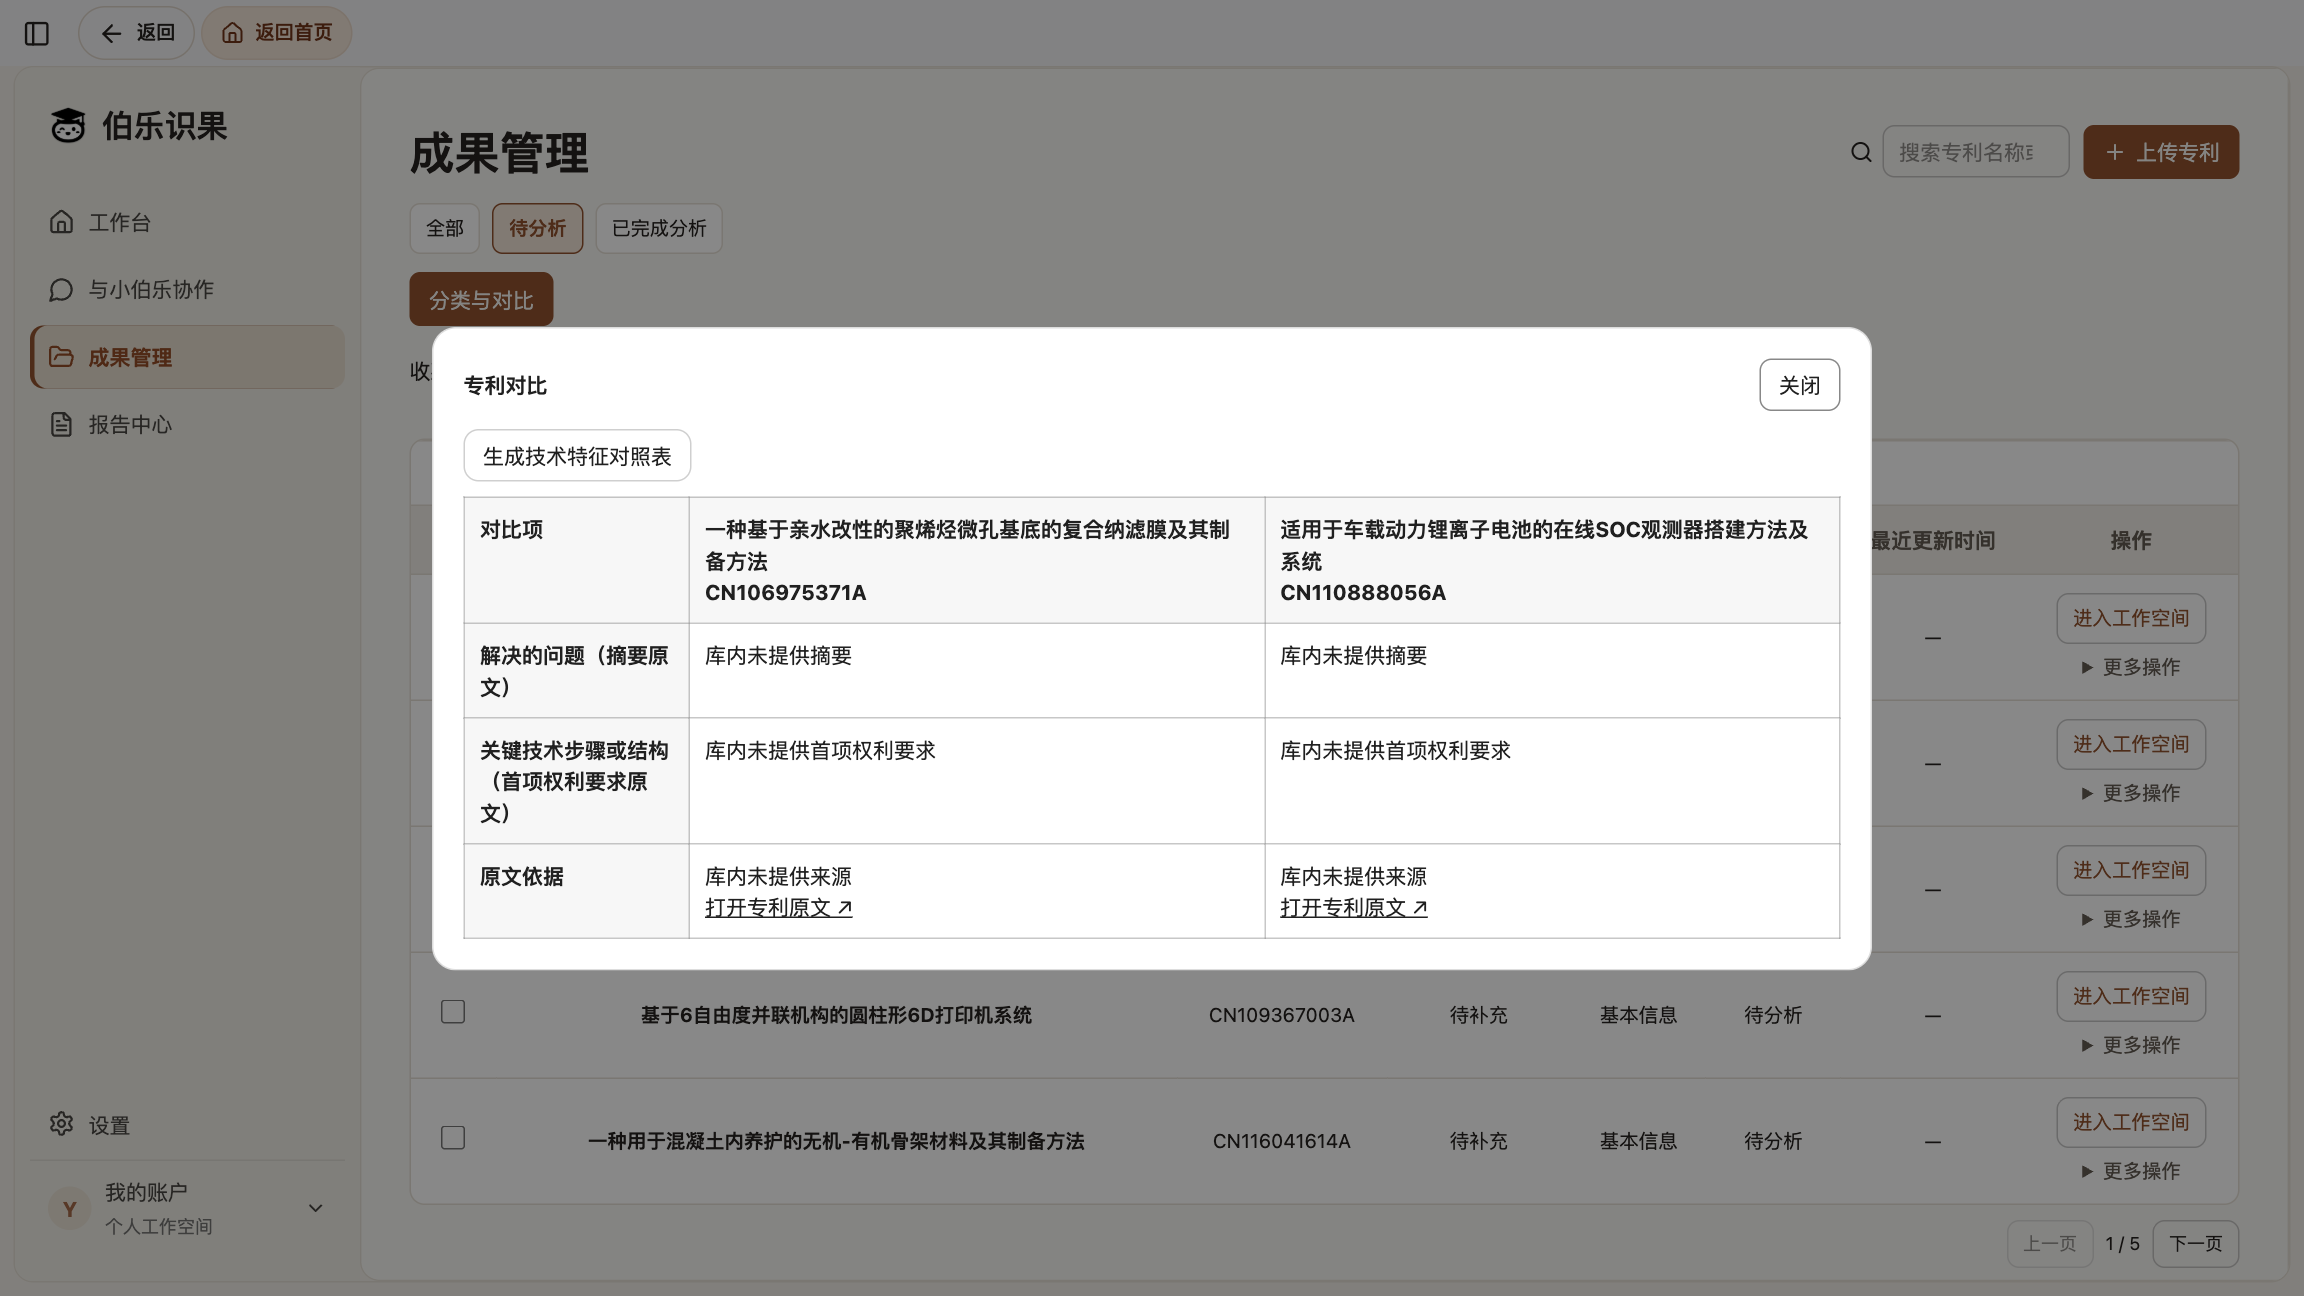 返回
返回首页
伯乐识果
工作台
与小伯乐协作
成果管理
报告中心
设置
Y
我的账户
个人工作空间
成果管理
搜索专利名称
+ 上传专利
全部
待分析
已完成分析
分类与对比
收
专利对比
关闭
生成技术特征对照表
对比项
一种基于亲水改性的聚烯烃微孔基底的复合纳滤膜及其制
备方法
CN106975371A
适用于车载动力锂离子电池的在线SOC观测器搭建方法及
系统
CN110888056A
解决的问题（摘要原
文）
库内未提供摘要
库内未提供摘要
关键技术步骤或结构
（首项权利要求原
文）
库内未提供首项权利要求
库内未提供首项权利要求
原文依据
库内未提供来源
打开专利原文 ↗
库内未提供来源
打开专利原文 ↗
最近更新时间
操作
—
进入工作空间
▶ 更多操作
—
进入工作空间
▶ 更多操作
—
进入工作空间
▶ 更多操作
基于6自由度并联机构的圆柱形6D打印机系统
CN109367003A
待补充
基本信息
待分析
—
进入工作空间
▶ 更多操作
一种用于混凝土内养护的无机-有机骨架材料及其制备方法
CN116041614A
待补充
基本信息
待分析
—
进入工作空间
▶ 更多操作
上一页
1 / 5
下一页